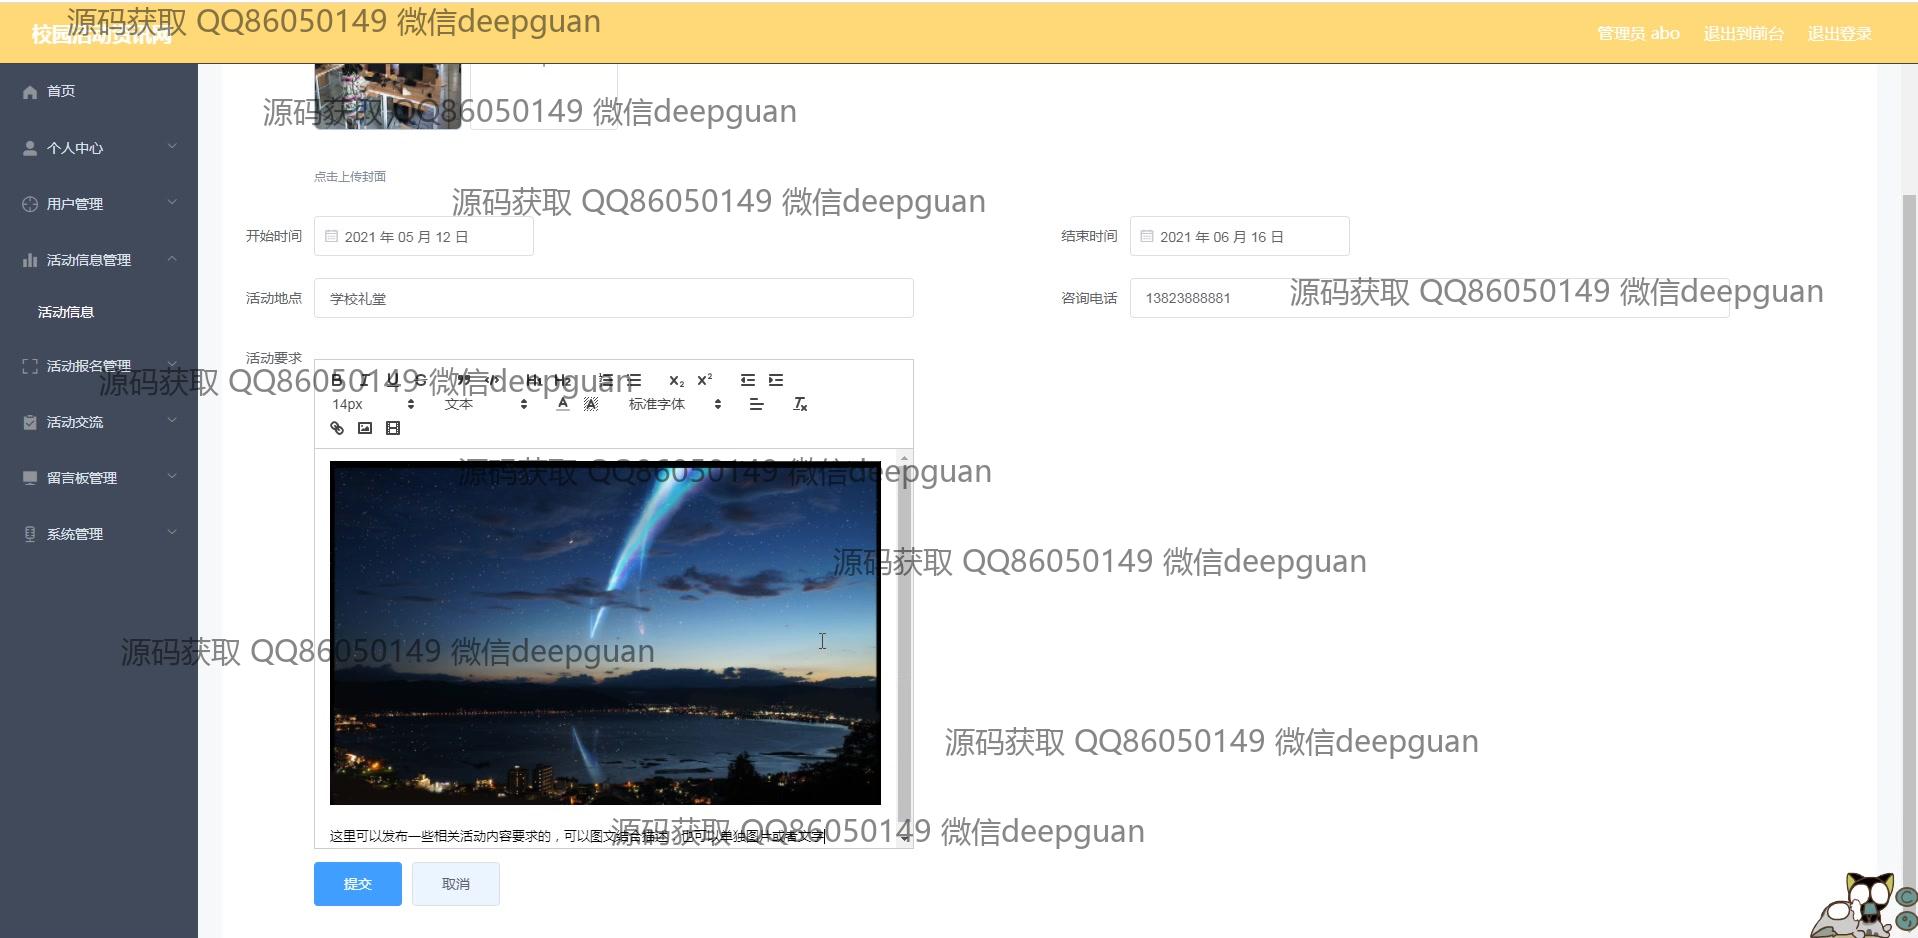 源码获取 QQ86050149 微信deepguan
校园活动资讯网
管理员 abo
退出到前台
退出登录
首页
源码获取 QQ86050149 微信deepguan
个人中心
点击上传封面
用户管理
源码获取 QQ86050149 微信deepguan
开始时间
2021 年 05 月 12 日
结束时间
2021 年 06 月 16 日
活动信息管理
活动地点
学校礼堂
咨询电话
13823888881
源码获取 QQ86050149 微信deepguan
活动信息
活动要求
活动报名管理
源码获取 QQ86050149 微信deepguan
B I U S H1 H2 X2 X2
14px
文本
A A
标准字体
Tx
活动交流
留言板管理
源码获取 QQ86050149 微信deepguan
系统管理
源码获取 QQ86050149 微信deepguan
源码获取 QQ86050149 微信deepguan
源码获取 QQ86050149 微信deepguan
源码获取 QQ86050149 微信deepguan
这里可以发布一些相关活动内容要求的，可以图文结合描述，也可以单独图片或者文字
提交
取消